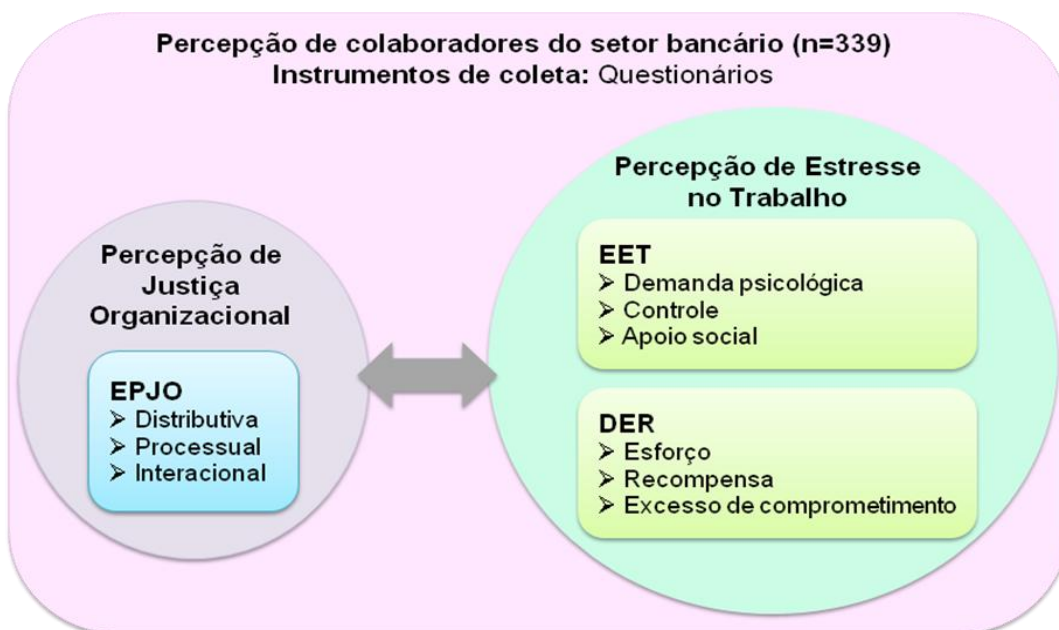 Percepção de colaboradores do setor bancário (n=339)
Instrumentos de coleta: Questionários
Percepção de
Justiça
Organizacional
EPJO
➢ Distributiva
➢ Processual
➢ Interacional
Percepção de Estresse
no Trabalho
EET
➢ Demanda psicológica
➢ Controle
➢ Apoio social
DER
➢ Esforço
➢ Recompensa
➢ Excesso de comprometimento